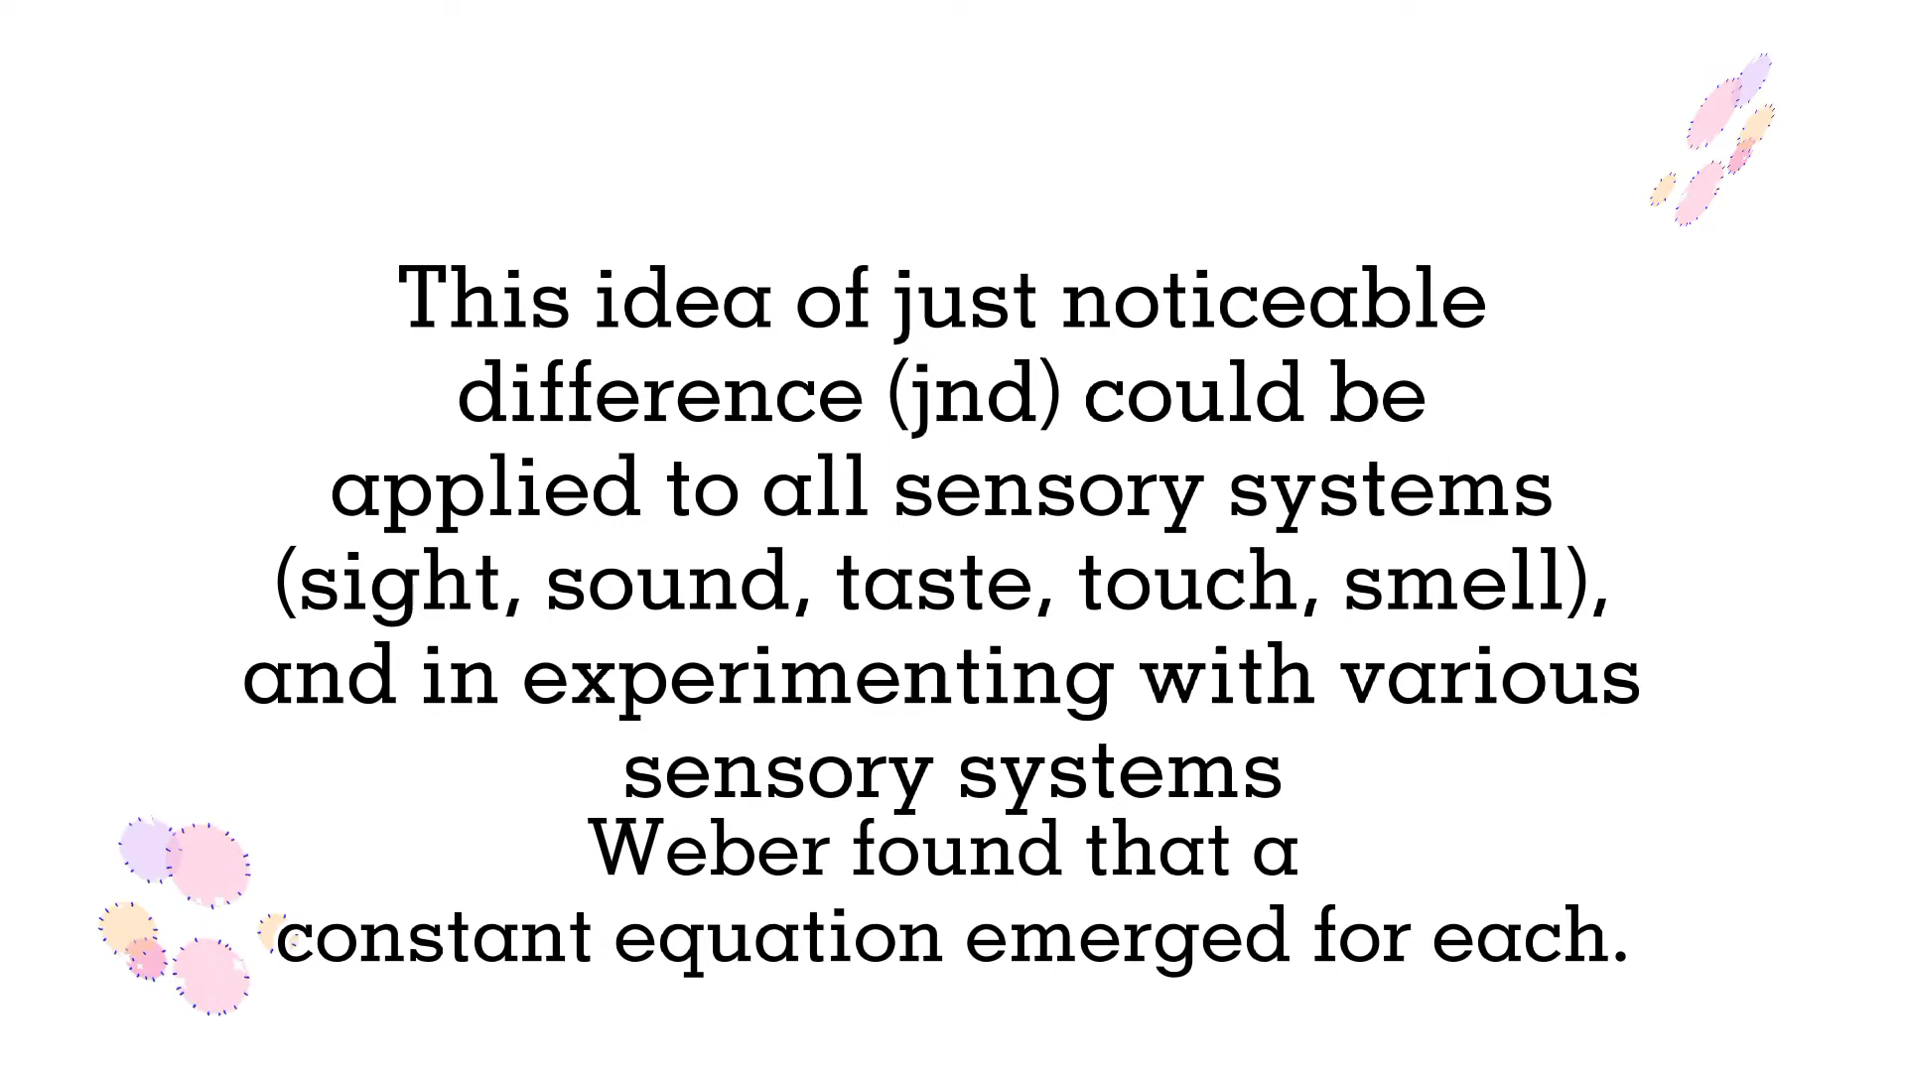 This idea of just noticeable
difference (jnd) could be
applied to all sensory systems
(sight, sound, taste, touch, smell),
and in experimenting with various
sensory systems
Weber found that a
constant equation emerged for each.